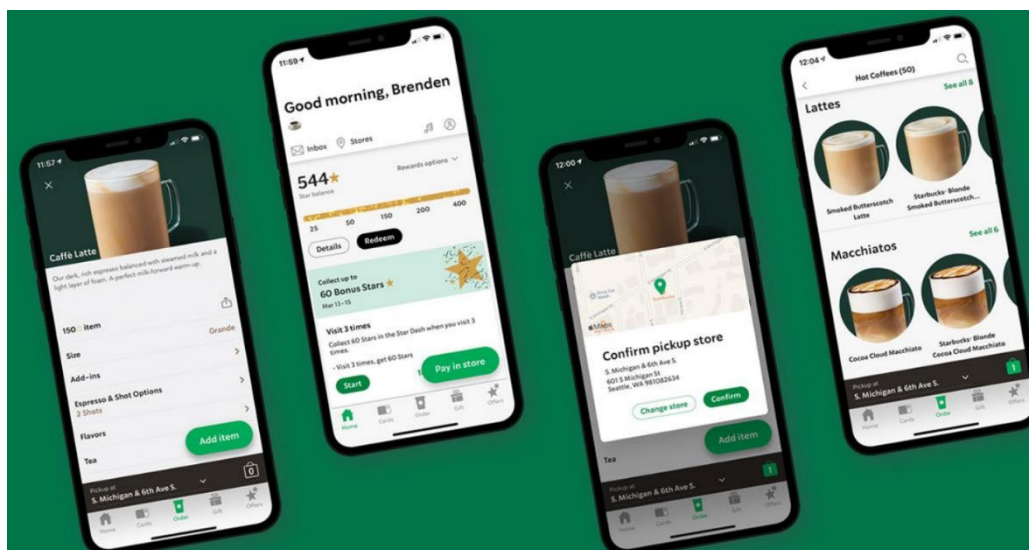 11:57
Caffè Latte
Our dark, rich espresso balanced with steamed milk and a
light layer of foam. A perfect milk-forward warm-up.
150☆ item
Size
Grande
Add-ins
Espresso & Shot Options
2 Shots
Flavors
Tea
Add item
Pickup at
S. Michigan & 6th Ave S.
0
Home
Cards
Order
Gift
Offers
11:59
Good morning, Brenden
Inbox
Stores
544★
Star balance
Rewards options
25
50
150
200
400
Details
Redeem
Collect up to
60 Bonus Stars ★
Mar 13–15
Visit 3 times
Collect 60 Stars in the Star Dash when you visit 3
times.
- Visit 3 times, get 60 Stars
Start
Pay in store
Home
Cards
Order
Gift
Offers
12:00
Caffè Latte
Starbucks
Maps
Confirm pickup store
S. Michigan & 6th Ave S.
601 S Michigan St
Seattle, WA 981082634
Change store
Confirm
Tea
Add item
Pickup at
S. Michigan & 6th Ave S.
1
Home
Cards
Order
Gift
Offers
12:04
Hot Coffees (50)
Lattes
See all 8
Smoked Butterscotch
Latte
Starbucks® Blonde
Smoked Butterscotch...
Macchiatos
See all 6
Cocoa Cloud Macchiato
Starbucks® Blonde
Cocoa Cloud Macchiato
Pickup at
S. Michigan & 6th Ave S.
1
Home
Cards
Order
Gift
Offers